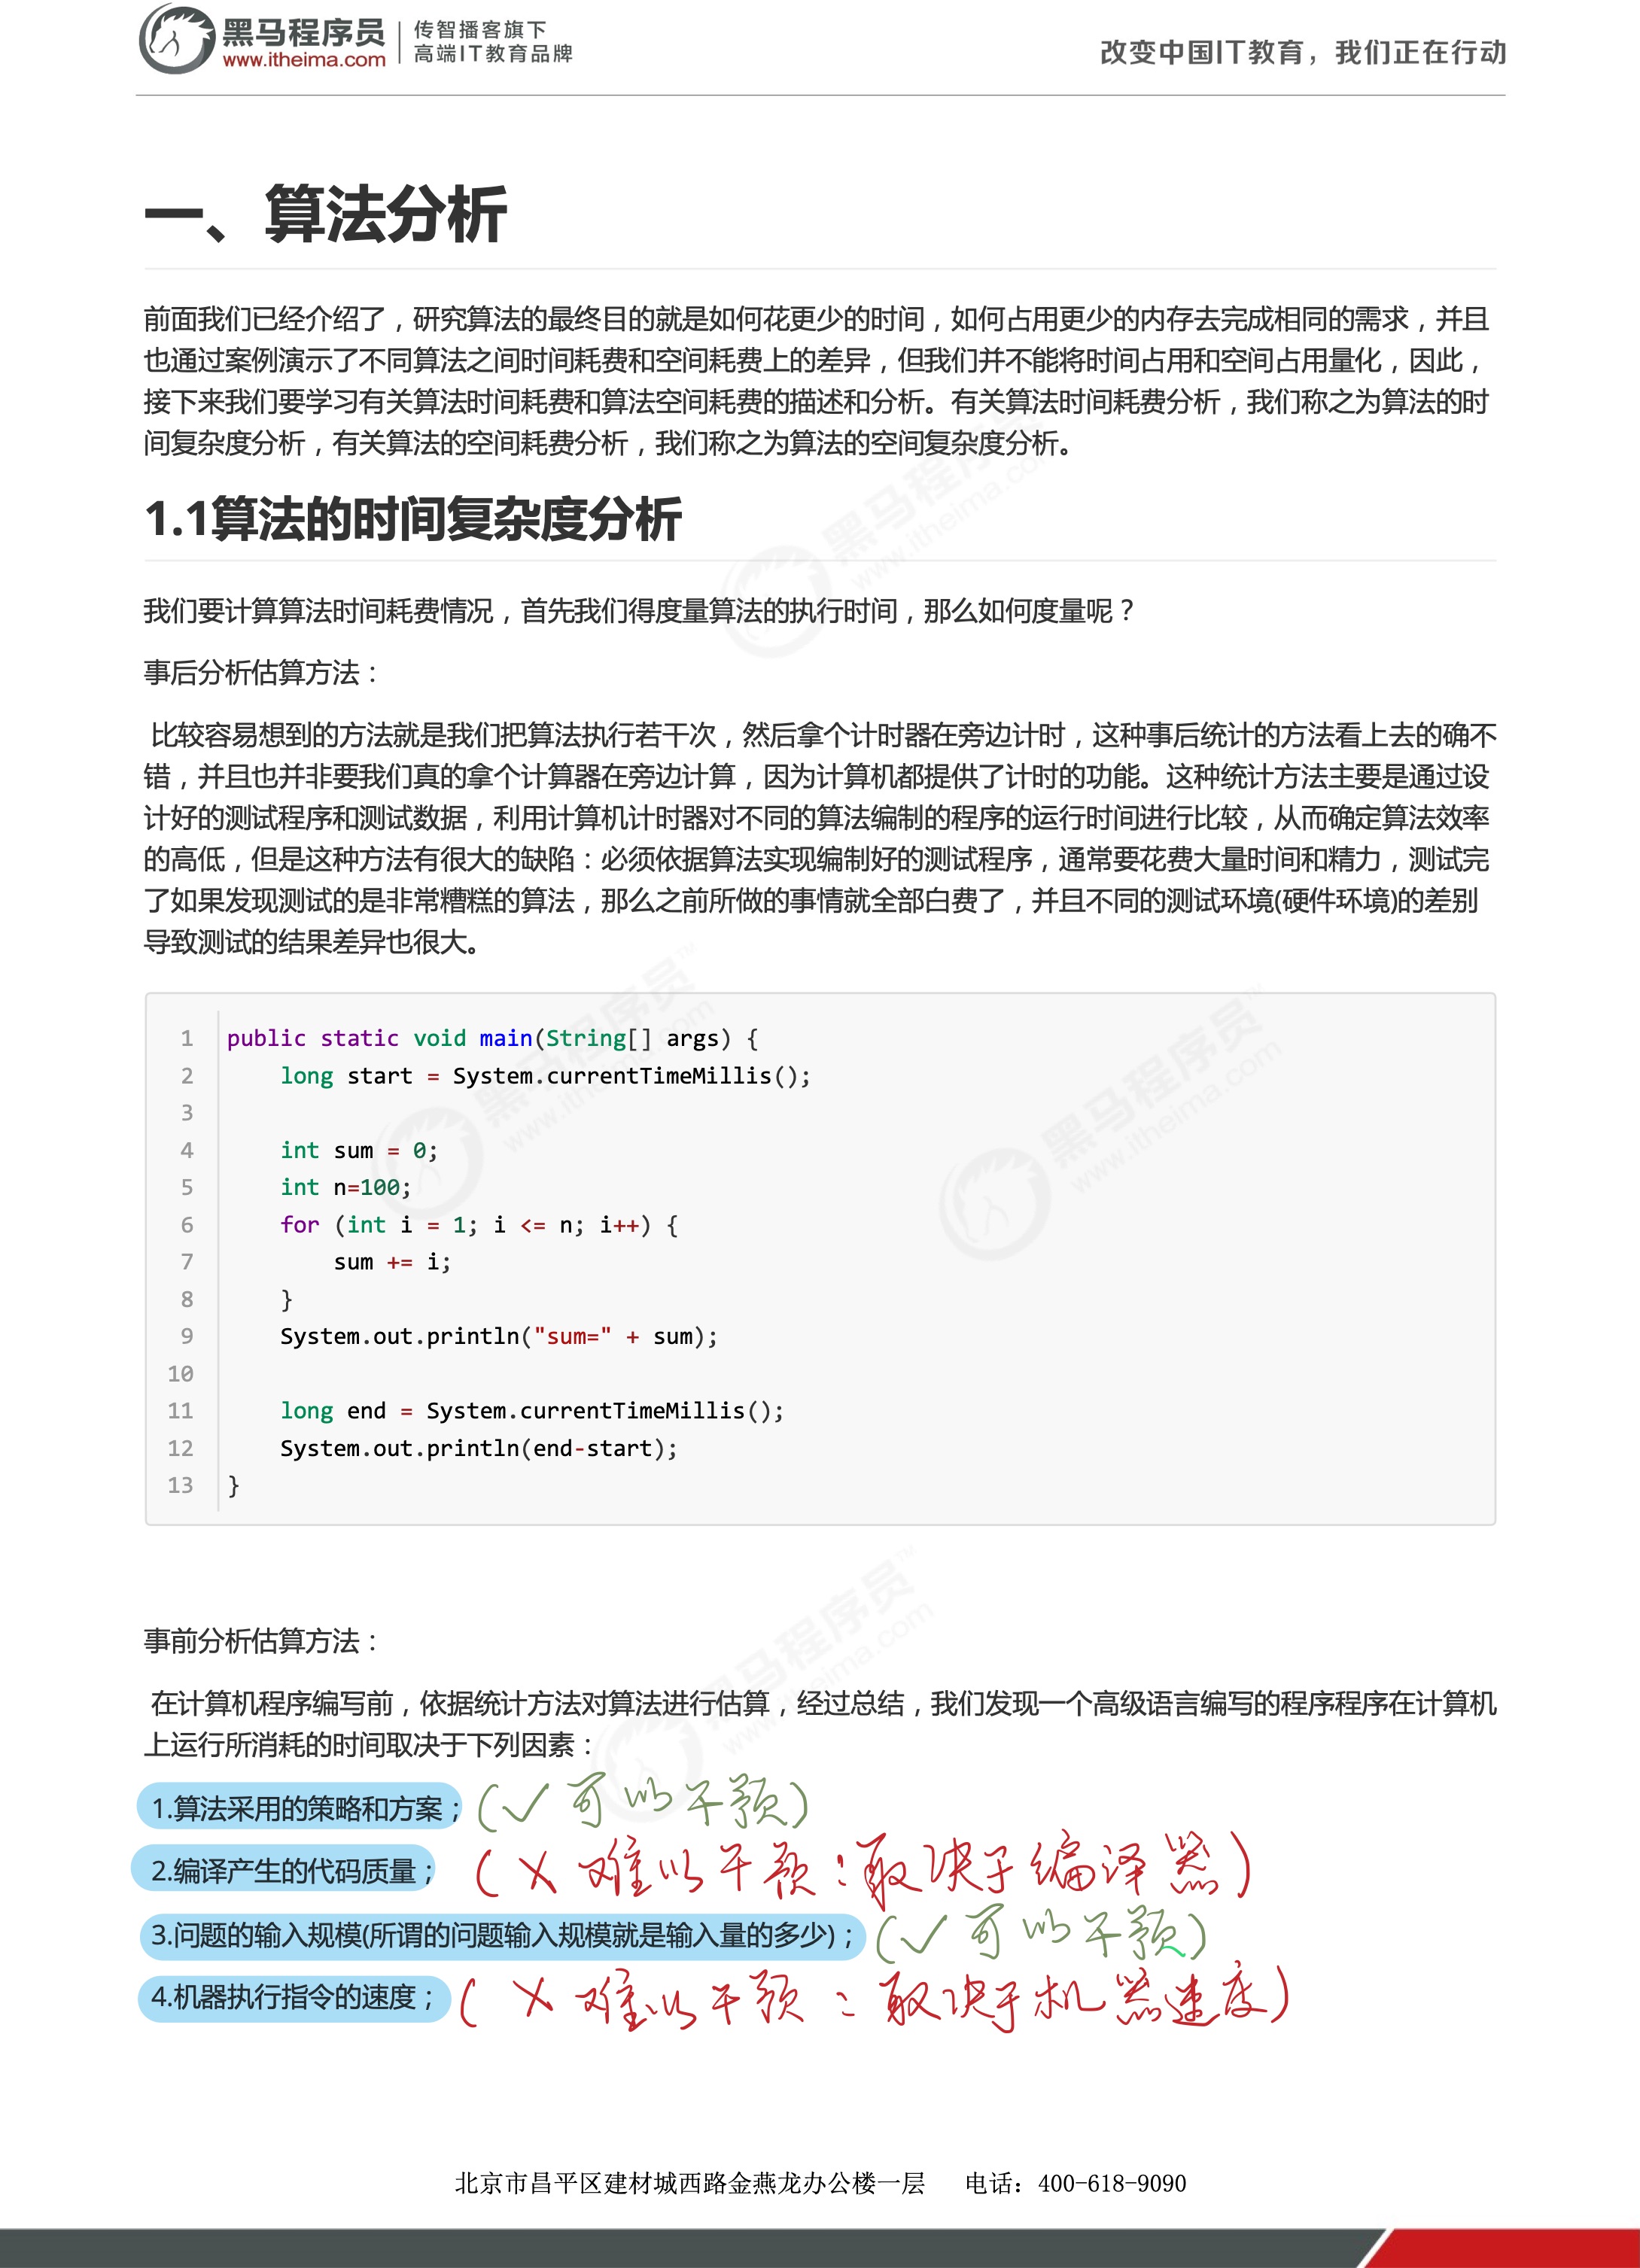 黑马程序员
www.itheima.com
传智播客旗下
高端IT教育品牌
改变中国IT教育，我们正在行动
一、算法分析
前面我们已经介绍了，研究算法的最终目的就是如何花更少的时间，如何占用更少的内存去完成相同的需求，并且
也通过案例演示了不同算法之间时间耗费和空间耗费上的差异，但我们并不能将时间占用和空间占用量化，因此，
接下来我们要学习有关算法时间耗费和算法空间耗费的描述和分析。有关算法时间耗费分析，我们称之为算法的时
间复杂度分析，有关算法的空间耗费分析，我们称之为算法的空间复杂度分析。
1.1算法的时间复杂度分析
我们要计算算法时间耗费情况，首先我们得度量算法的执行时间，那么如何度量呢？
事后分析估算方法：
比较容易想到的方法就是我们把算法执行若干次，然后拿个计时器在旁边计时，这种事后统计的方法看上去的确不
错，并且也并非要我们真的拿个计算器在旁边计算，因为计算机都提供了计时的功能。这种统计方法主要是通过设
计好的测试程序和测试数据，利用计算机计时器对不同的算法编制的程序的运行时间进行比较，从而确定算法效率
的高低，但是这种方法有很大的缺陷：必须依据算法实现编制好的测试程序，通常要花费大量时间和精力，测试完
了如果发现测试的是非常糟糕的算法，那么之前所做的事情就全部白费了，并且不同的测试环境(硬件环境)的差别
导致测试的结果差异也很大。
1 public static void main(String[] args) {
2     long start = System.currentTimeMillis();
3
4     int sum = 0;
5     int n=100;
6     for (int i = 1; i <= n; i++) {
7         sum += i;
8     }
9     System.out.println("sum=" + sum);
10
11     long end = System.currentTimeMillis();
12     System.out.println(end-start);
13 }
事前分析估算方法：
在计算机程序编写前，依据统计方法对算法进行估算，经过总结，我们发现一个高级语言编写的程序程序在计算机
上运行所消耗的时间取决于下列因素：
1.算法采用的策略和方案； (✓ 可以干预)
2.编译产生的代码质量； (✗ 难以干预：取决于编译器)
3.问题的输入规模(所谓的问题输入规模就是输入量的多少)； (✓ 可以干预)
4.机器执行指令的速度； (✗ 难以干预：取决于机器速度)
北京市昌平区建材城西路金燕龙办公楼一层 电话：400-618-9090